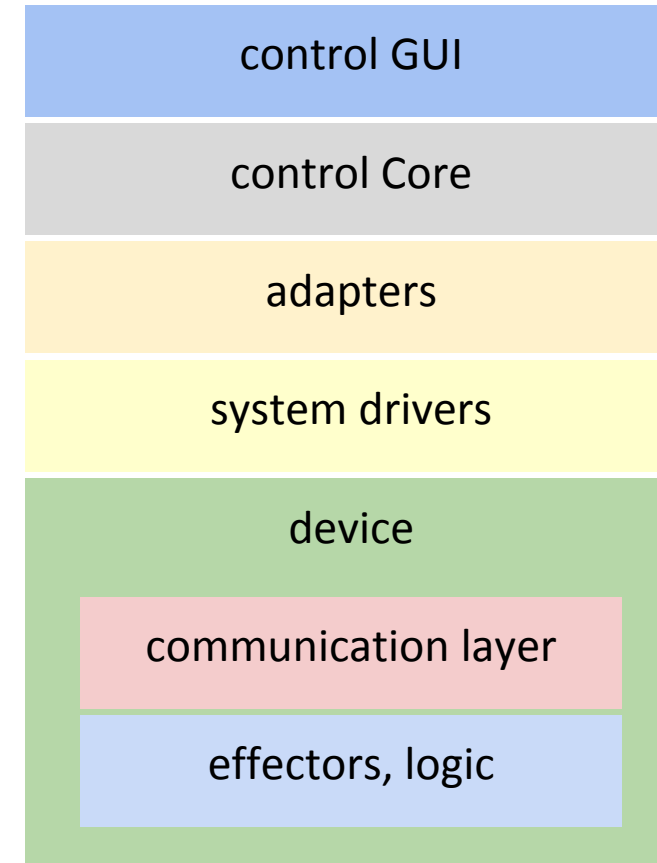 control GUI
control Core
adapters
system drivers
device
communication layer
effectors, logic